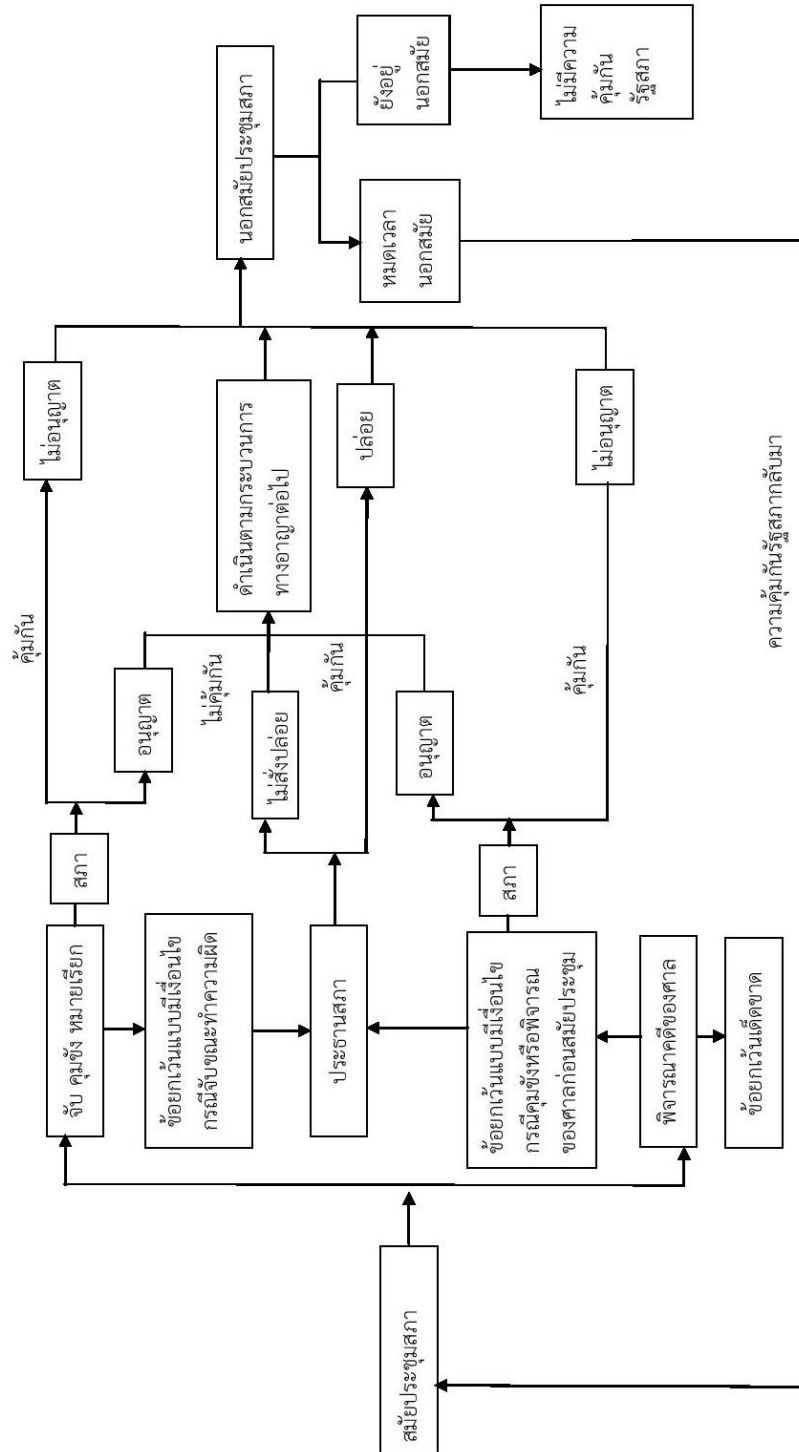 สมัยประชุมสภา
จับ คุมขัง หมายเรียก
ข้อยกเว้นแบบมีเงื่อนไข
กรณีจับขณะทำความผิด
ประธานสภา
ข้อยกเว้นแบบมีเงื่อนไข
กรณีคุมขังหรือพิจารณ
ของศาลก่อนสมัยประชุม
พิจารณาคดีของศาล
ข้อยกเว้นเด็ดขาด
สภา
สภา
คุ้มกัน
อนุญาต
ไม่คุ้มกัน
ไม่สั่งปล่อย
คุ้มกัน
อนุญาต
คุ้มกัน
ไม่อนุญาต
ดำเนินตามกระบวนการ
ทางอาญาต่อไป
ปล่อย
ไม่อนุญาต
ความคุ้มกันรัฐสภากลับมา
นอกสมัยประชุมสภา
หมดเวลา
นอกสมัย
ยังอยู่
นอกสมัย
ไม่มีความ
คุ้มกัน
รัฐสภา